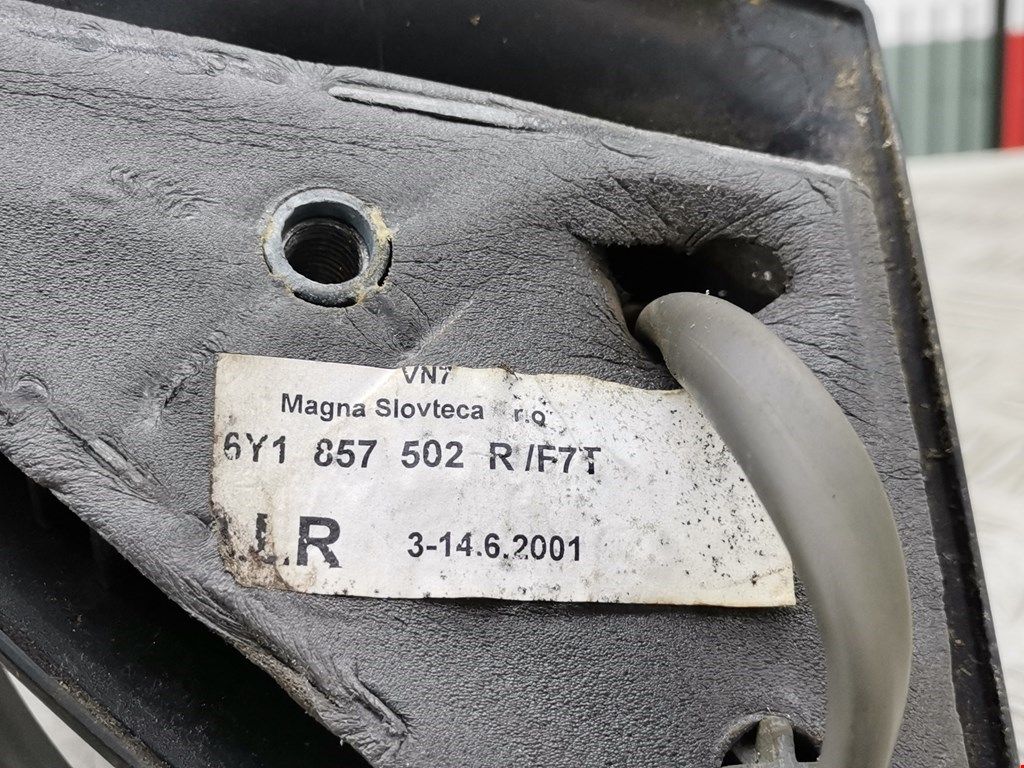 VN7
Magna Slovteca r.o
6Y1 857 502 R /F7T
.R 3-14.6.2001